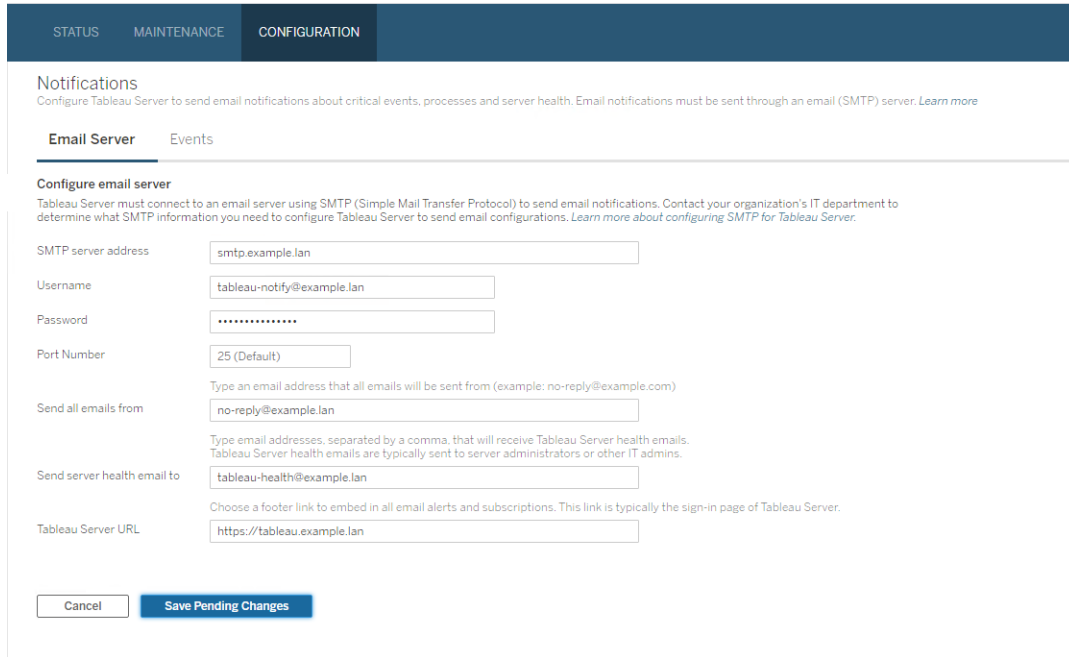 STATUS MAINTENANCE CONFIGURATION
Notifications
Configure Tableau Server to send email notifications about critical events, processes and server health. Email notifications must be sent through an email (SMTP) server. Learn more
Email Server Events
Configure email server
Tableau Server must connect to an email server using SMTP (Simple Mail Transfer Protocol) to send email notifications. Contact your organization's IT department to
determine what SMTP information you need to configure Tableau Server to send email configurations. Learn more about configuring SMTP for Tableau Server.
SMTP server address smtp.example.lan
Username tableau-notify@example.lan
Password •••••••••••••••
Port Number 25 (Default)
Type an email address that all emails will be sent from (example: no-reply@example.com)
Send all emails from no-reply@example.lan
Type email addresses, separated by a comma, that will receive Tableau Server health emails.
Tableau Server health emails are typically sent to server administrators or other IT admins.
Send server health email to tableau-health@example.lan
Choose a footer link to embed in all email alerts and subscriptions. This link is typically the sign-in page of Tableau Server.
Tableau Server URL https://tableau.example.lan
Cancel Save Pending Changes